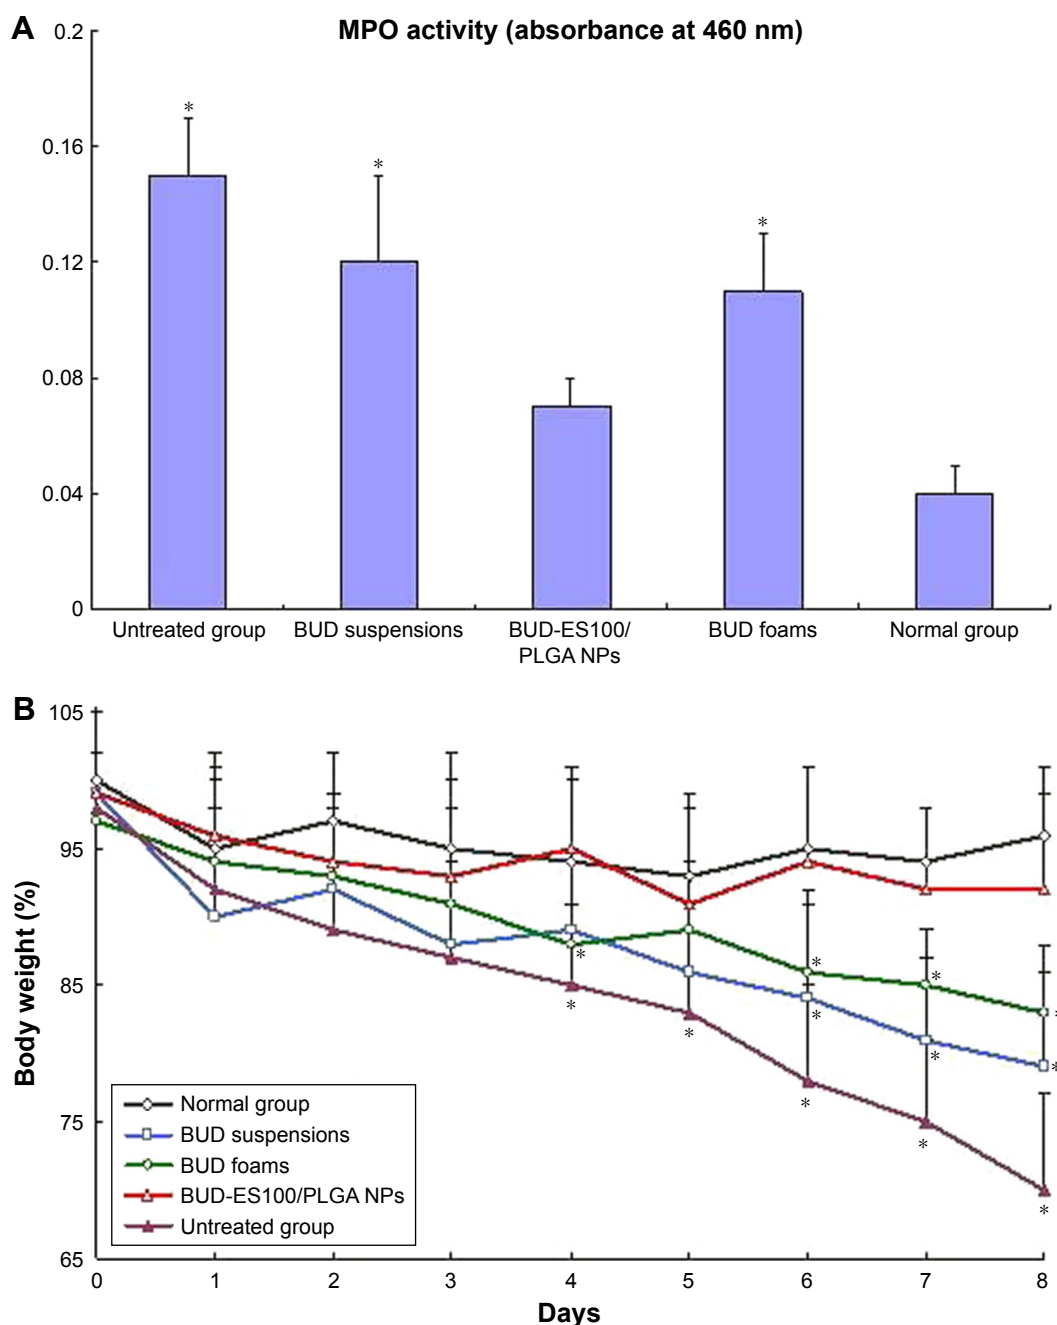 A
MPO activity (absorbance at 460 nm)
0.2
0.16
0.12
0.08
0.04
0
*
*
*
Untreated group
BUD suspensions
BUD-ES100/
PLGA NPs
BUD foams
Normal group
B
105
95
85
75
65
Body weight (%)
*
*
*
*
*
*
*
*
*
*
*
*
Normal group
BUD suspensions
BUD foams
BUD-ES100/PLGA NPs
Untreated group
0 1 2 3 4 5 6 7 8
Days